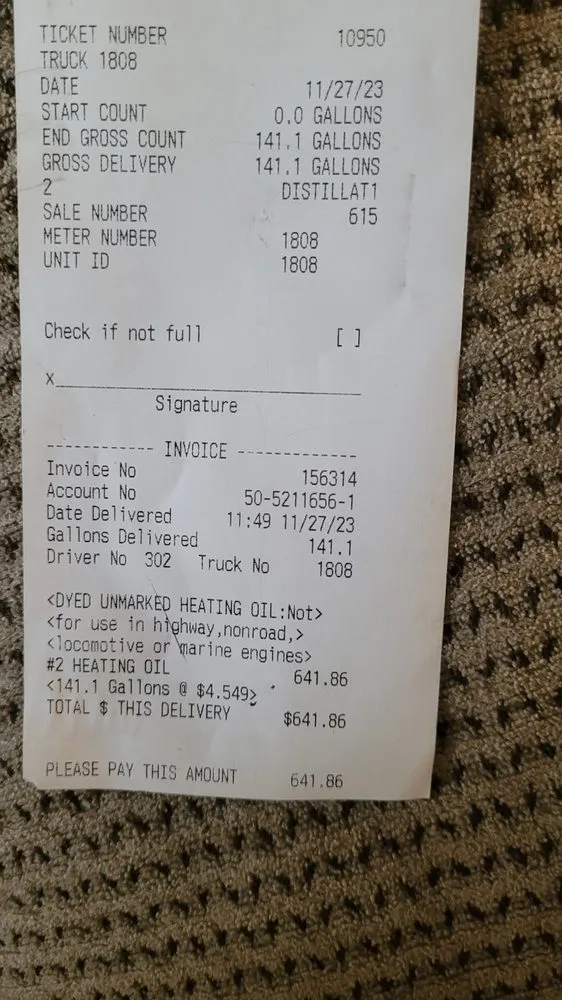 TICKET NUMBER 10950
TRUCK 1808
DATE 11/27/23
START COUNT 0.0 GALLONS
END GROSS COUNT 141.1 GALLONS
GROSS DELIVERY 141.1 GALLONS
2 DISTILLAT1
SALE NUMBER 615
METER NUMBER 1808
UNIT ID 1808
Check if not full [ ]
x
Signature
------------ INVOICE -------------
Invoice No 156314
Account No 50-5211656-1
Date Delivered 11:49 11/27/23
Gallons Delivered 141.1
Driver No 302 Truck No 1808
<DYED UNMARKED HEATING OIL:Not>
<for use in highway,nonroad,>
<locomotive or marine engines>
#2 HEATING OIL 641.86
<141.1 Gallons @ $4.549>
TOTAL $ THIS DELIVERY $641.86
PLEASE PAY THIS AMOUNT 641.86